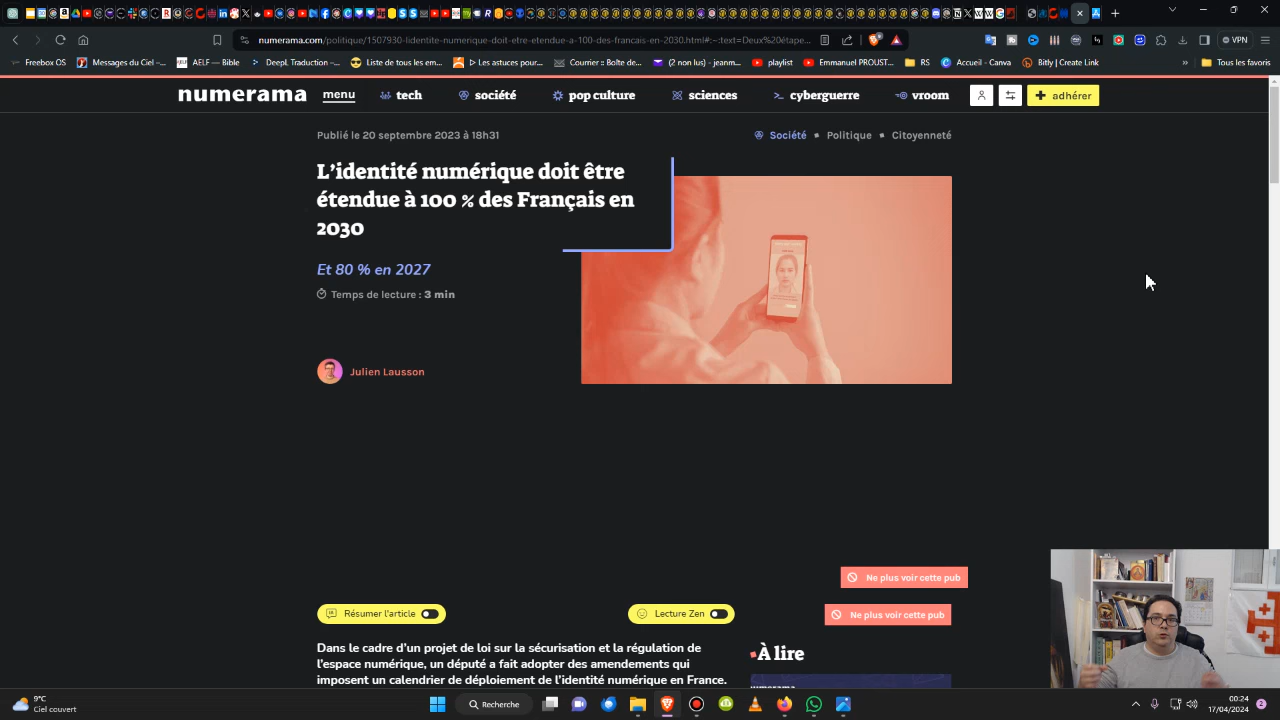 numerama.com/politique/1507930-lidentite-numerique-doit-etre-etendue-a-100-des-francais-en-2030.html#:~:text=Deux%20étape...
VPN
Freebox OS
Messages du Ciel –...
AELF — Bible
DeepL Traduction –...
Liste de tous les em...
▷ Les astuces pour...
Courrier : Boîte de...
(2 non lus) - jeanm...
playlist
Emmanuel PROUST...
RS
Accueil - Canva
Bitly | Create Link
»
Tous les favoris
numerama
menu
tech
société
pop culture
sciences
cyberguerre
vroom
adhérer
Publié le 20 septembre 2023 à 18h31
Société ▪ Politique ▪ Citoyenneté
L'identité numérique doit être
étendue à 100 % des Français en
2030
Et 80 % en 2027
Temps de lecture : 3 min
Julien Lausson
Ne plus voir cette pub
Résumer l'article
Lecture Zen
Ne plus voir cette pub
Dans le cadre d'un projet de loi sur la sécurisation et la régulation de
l'espace numérique, un député a fait adopter des amendements qui
imposent un calendrier de déploiement de l'identité numérique en France.
À lire
numerama
9°C
Ciel couvert
Recherche
00:24
17/04/2024
2